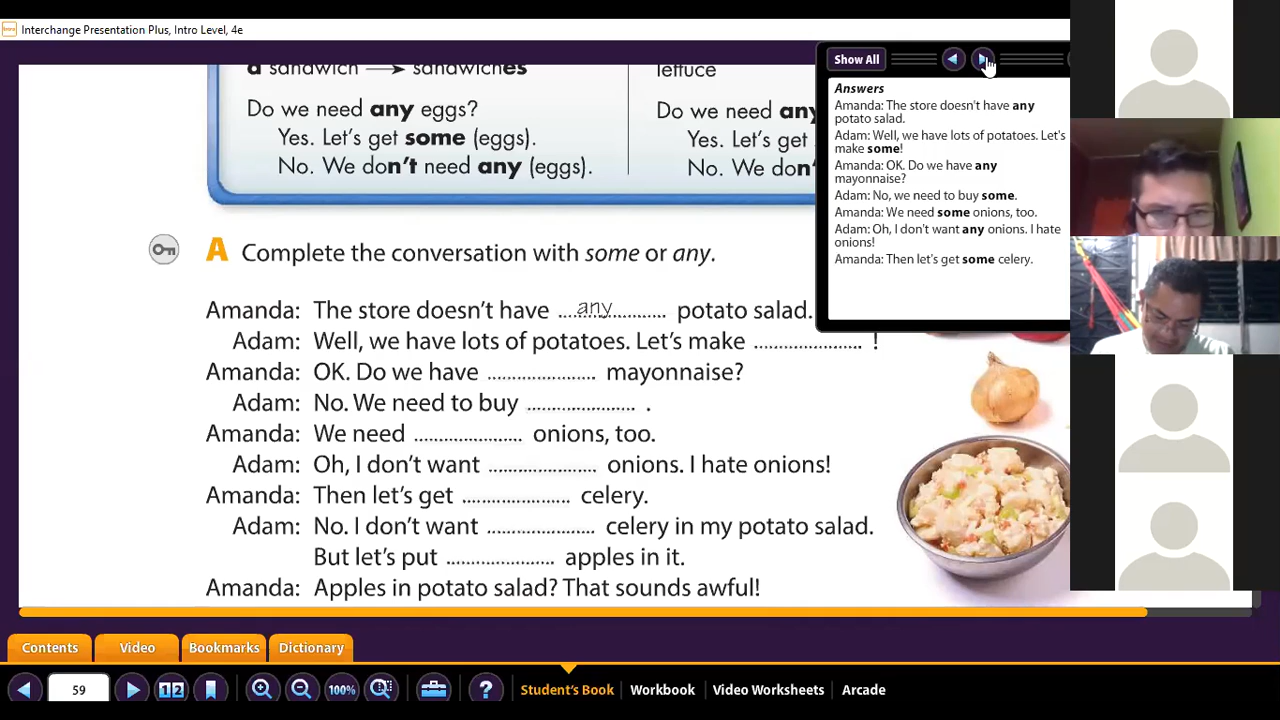 Interchange Presentation Plus, Intro Level, 4e
a sandwich → sandwiches
lettuce
Do we need any eggs?
Do we need any
Yes. Let's get some (eggs).
Yes. Let's get
No. We don't need any (eggs).
No. We don'
Show All
Answers
Amanda: The store doesn't have any
potato salad.
Adam: Well, we have lots of potatoes. Let's
make some!
Amanda: OK. Do we have any
mayonnaise?
Adam: No, we need to buy some.
Amanda: We need some onions, too.
Adam: Oh, I don't want any onions. I hate
onions!
Amanda: Then let's get some celery.
A Complete the conversation with some or any.
Amanda: The store doesn't have any potato salad.
Adam: Well, we have lots of potatoes. Let's make .................... !
Amanda: OK. Do we have .................... mayonnaise?
Adam: No. We need to buy .................... .
Amanda: We need .................... onions, too.
Adam: Oh, I don't want .................... onions. I hate onions!
Amanda: Then let's get .................... celery.
Adam: No. I don't want .................... celery in my potato salad.
But let's put .................... apples in it.
Amanda: Apples in potato salad? That sounds awful!
Contents Video Bookmarks Dictionary
59 1 2 100% ? Student's Book Workbook Video Worksheets Arcade